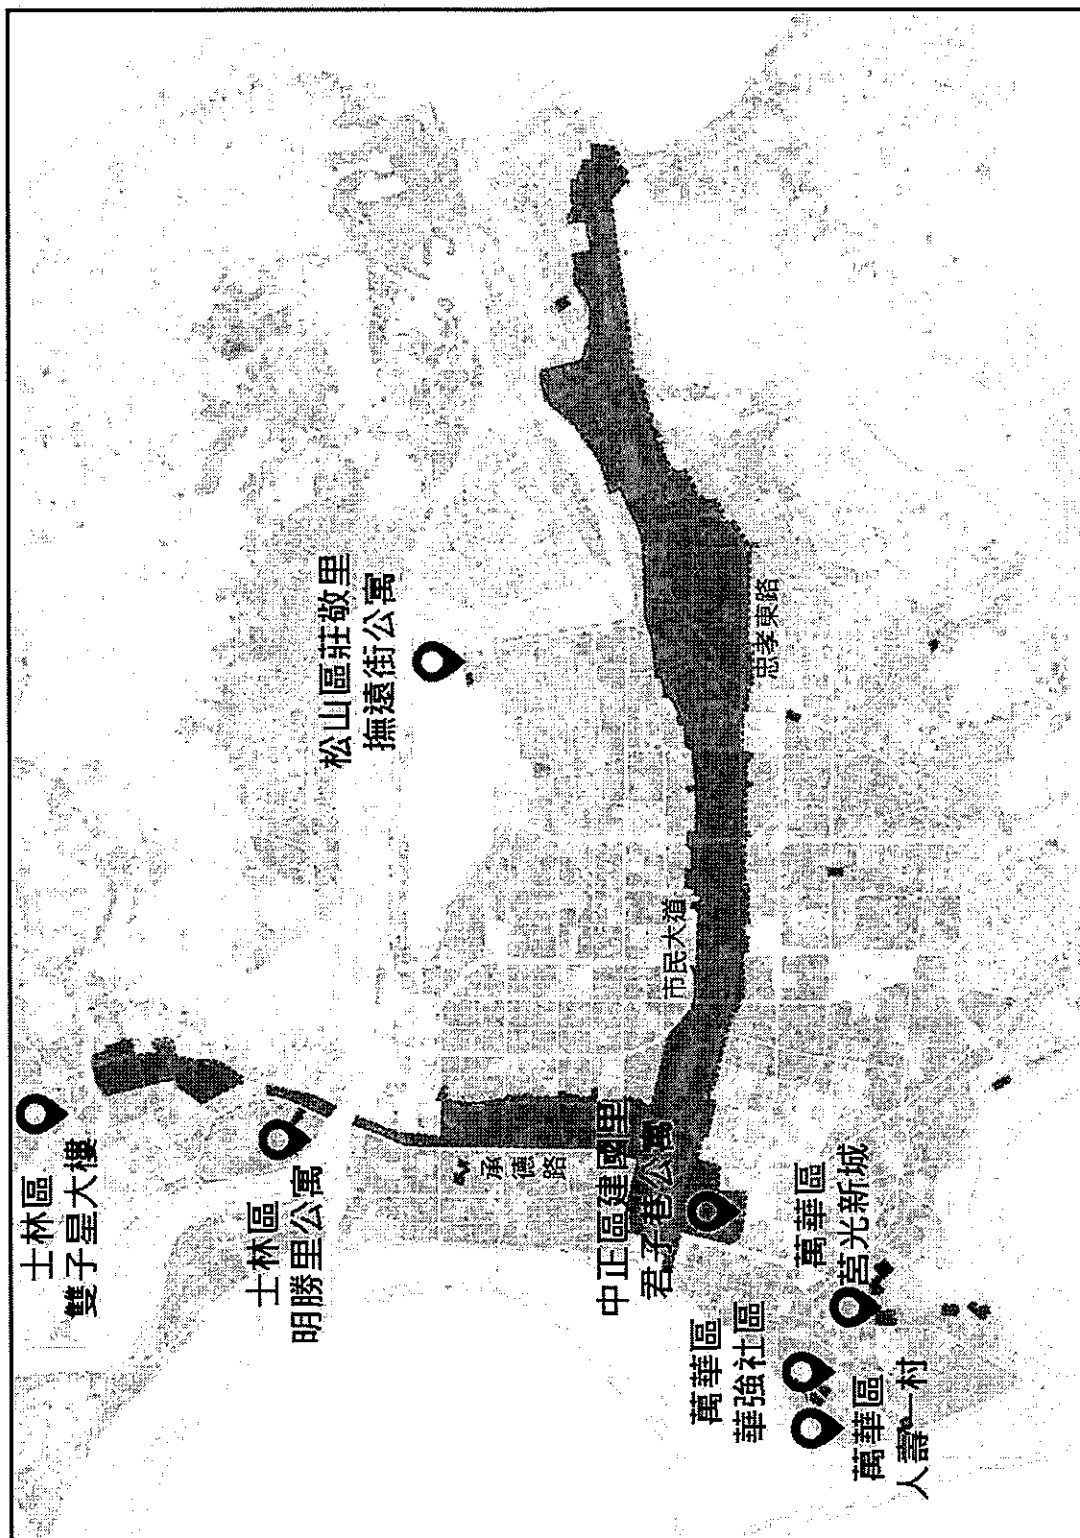 士林區
雙子星大樓
士林區
明勝里公寓
松山區莊敬里
撫遠街公寓
承德路
市民大道
忠孝東路
中正區建國里
君子巷公寓
萬華區
華強社區
萬華區
莒光新城
萬華區
人壽一村